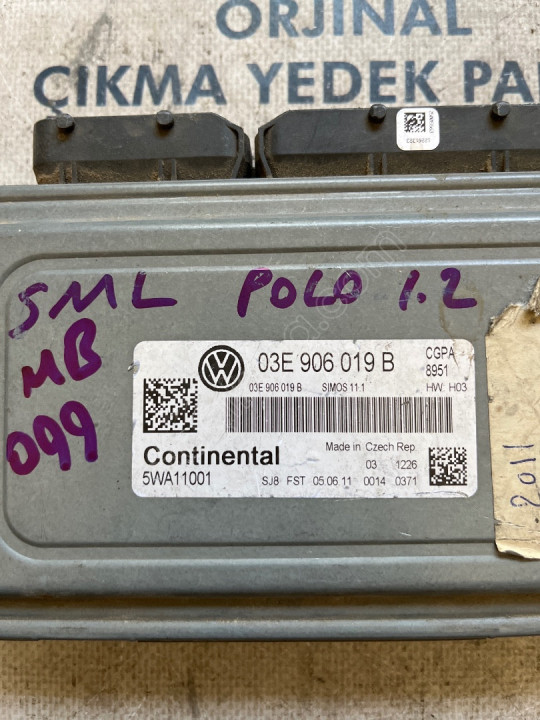 ORJİNAL
ÇIKMA YEDEK PA
SML POLO 1.2
MB
099
03E 906 019 B
CGPA
8951
03E 906 019 B SIMOS 11.1
HW: H03
Continental
5WA11001
Made in Czech Rep
03 1226
SJ8 FST 05.06.11 0014 0371
2011